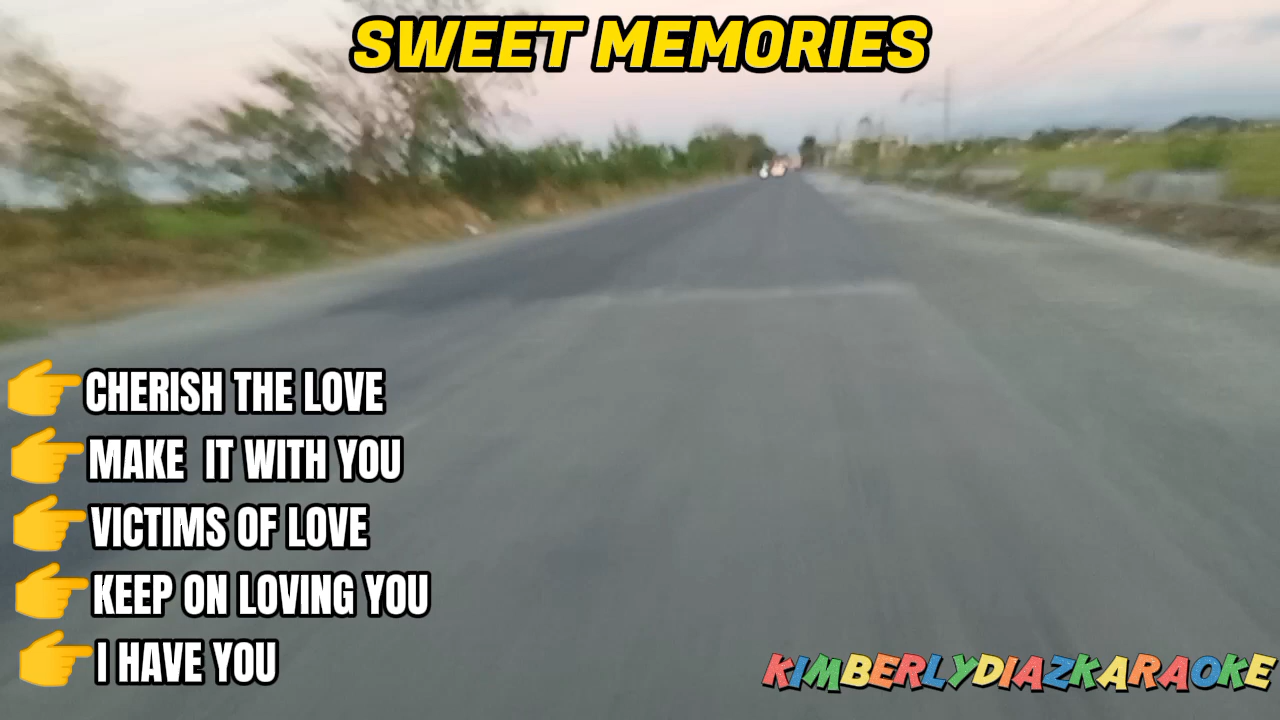 SWEET MEMORIES
👉CHERISH THE LOVE
👉MAKE  IT WITH YOU
👉VICTIMS OF LOVE
👉KEEP ON LOVING YOU
👉I HAVE YOU
KIMBERLYDIAZKARAOKE